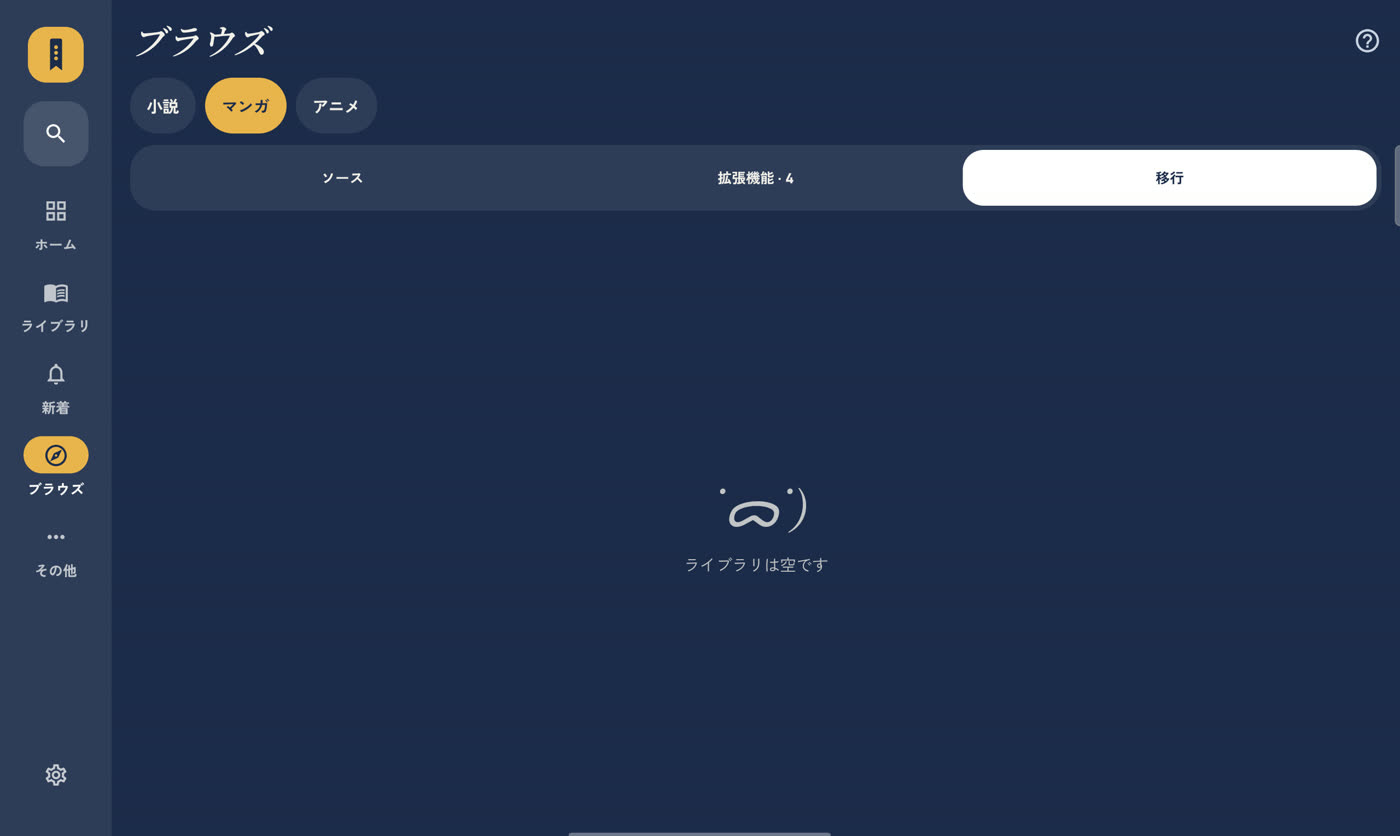 ブラウズ
小説
マンガ
アニメ
ソース
拡張機能 · 4
移行
ホーム
ライブラリ
新着
ブラウズ
その他
ライブラリは空です